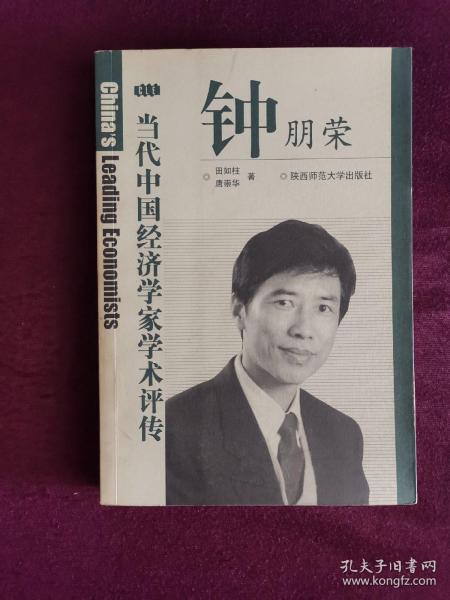 China's Leading Economists
当代中国经济学家学术评传
钟朋荣
田如柱
唐崇华 著
陕西师范大学出版社
孔夫子旧书网
www.kongfz.com